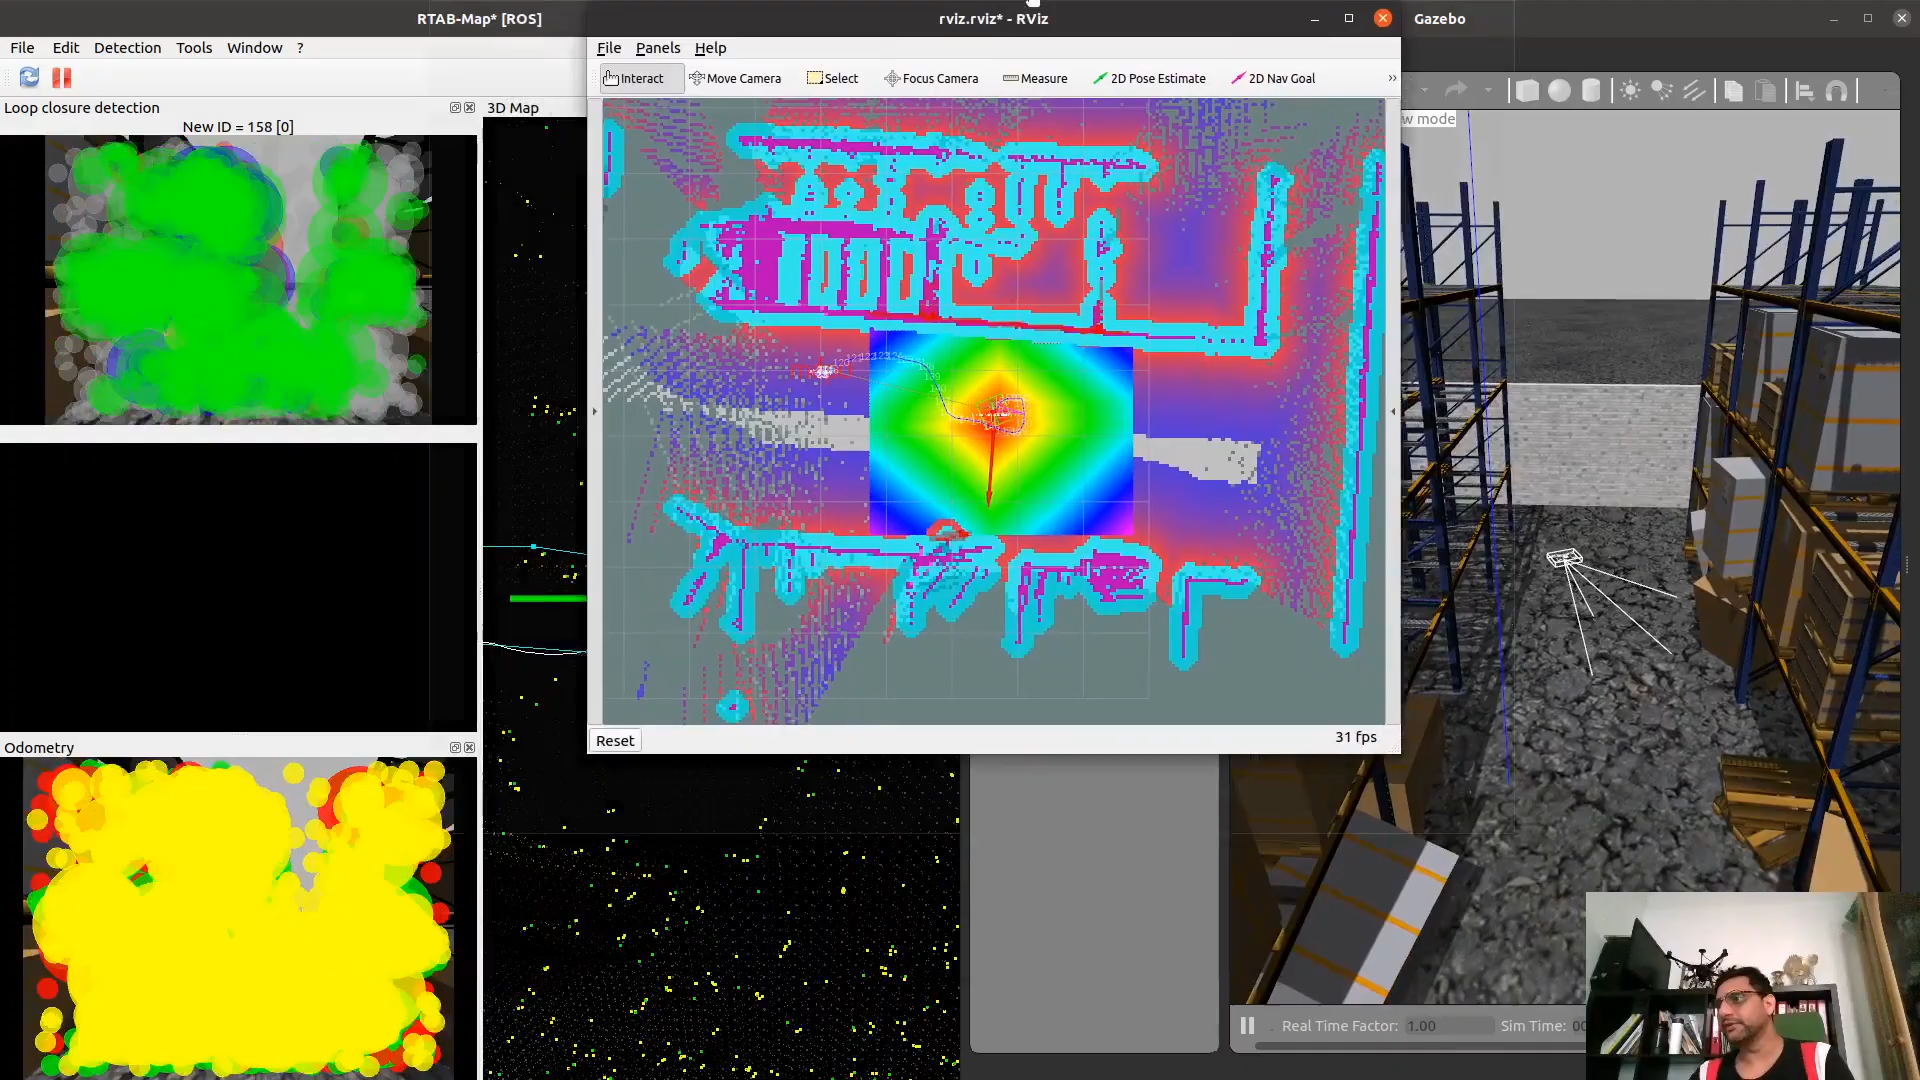 RTAB-Map* [ROS]
File Edit Detection Tools Window ?
Loop closure detection
New ID = 158 [0]
Odometry
3D Map
rviz.rviz* - RViz
File Panels Help
Interact Move Camera Select Focus Camera Measure 2D Pose Estimate 2D Nav Goal »
139
Reset
31 fps
Gazebo
w mode
Real Time Factor: 1.00 Sim Time: 00